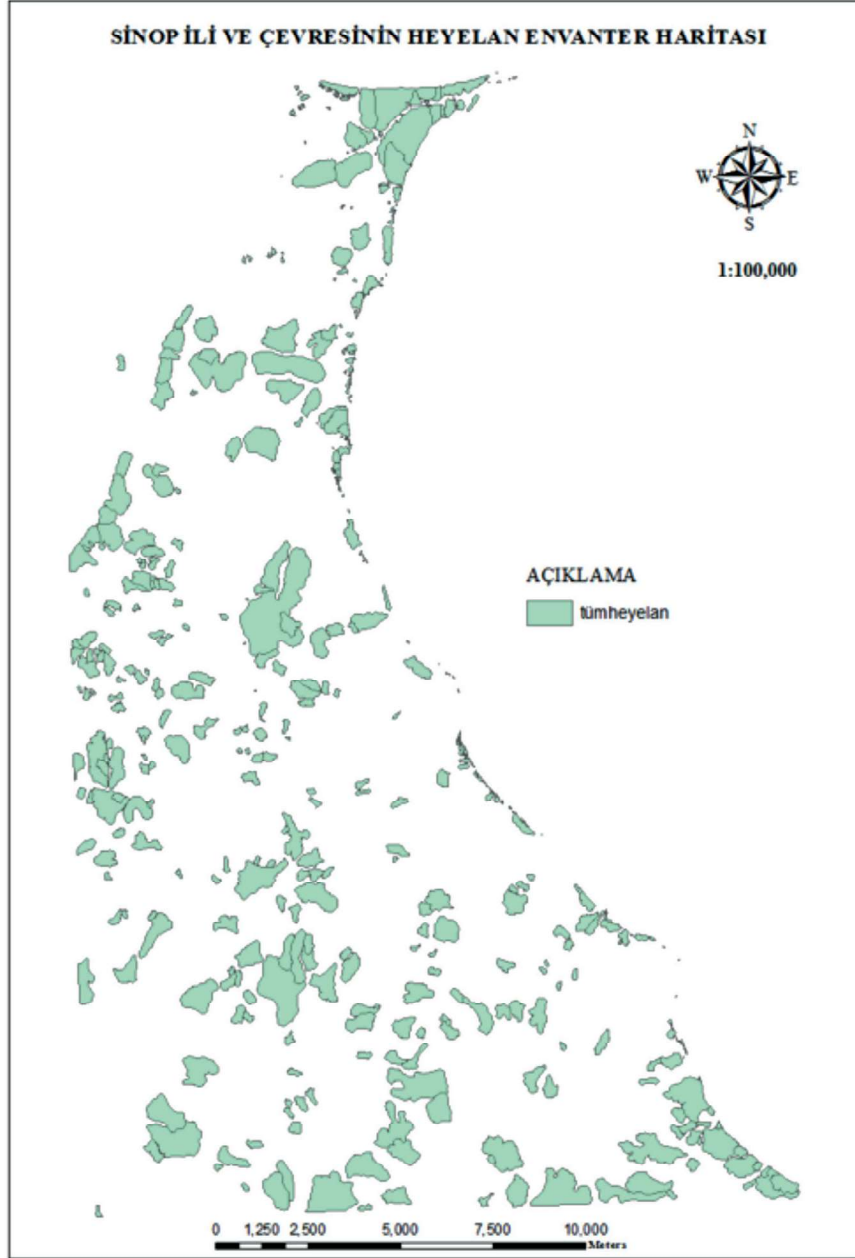 SİNOP İLİ VE ÇEVRESİNİN HEYELAN ENVANTER HARİTASI
N
W E
S
1:100,000
AÇIKLAMA
tümheyelan
0 1,250 2,500 5,000 7,500 10,000
Meters